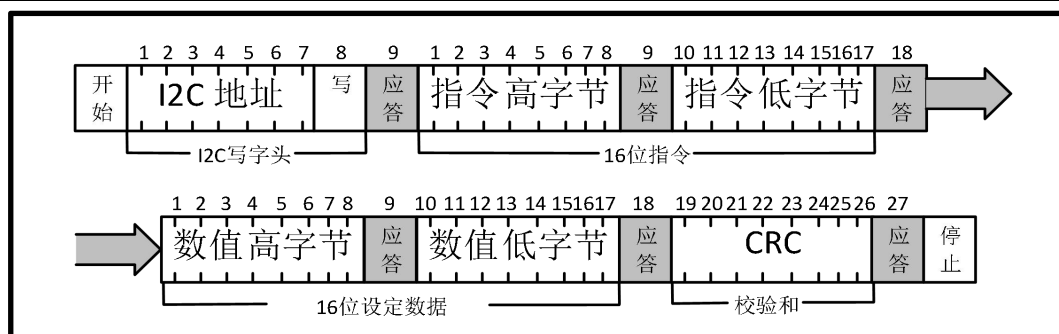 1 2 3 4 5 6 7 8 9 1 2 3 4 5 6 7 8 9 10 11 12 13 14 15 16 17 18
开始 I2C 地址 写 应答 指令高字节 应答 指令低字节 应答
I2C写字头 16位指令
1 2 3 4 5 6 7 8 9 10 11 12 13 14 15 16 17 18 19 20 21 22 23 24 25 26 27
数值高字节 应答 数值低字节 应答 CRC 应答 停止
16位设定数据 校验和